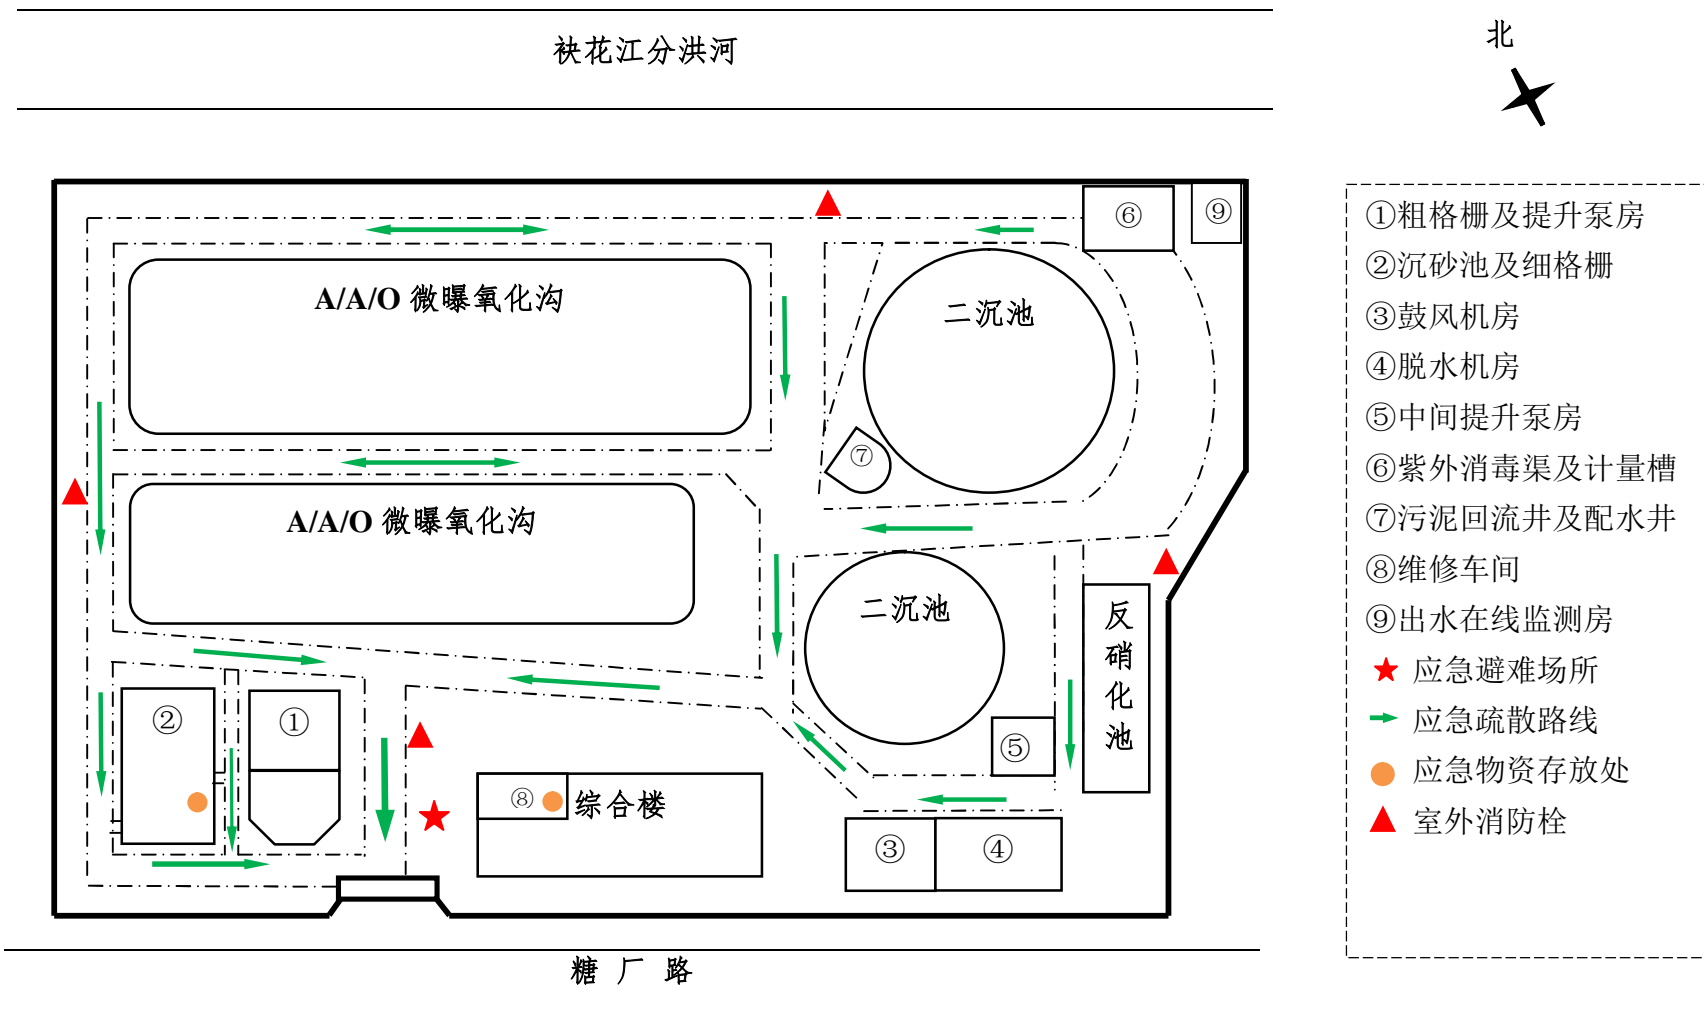 袂花江分洪河
北
⑥
⑨
A/A/O 微曝氧化沟
二沉池
⑦
A/A/O 微曝氧化沟
二沉池
反硝化池
②
①
⑤
⑧
综合楼
③
④
糖厂路
①粗格栅及提升泵房
②沉砂池及细格栅
③鼓风机房
④脱水机房
⑤中间提升泵房
⑥紫外消毒渠及计量槽
⑦污泥回流井及配水井
⑧维修车间
⑨出水在线监测房
应急避难场所
应急疏散路线
应急物资存放处
室外消防栓